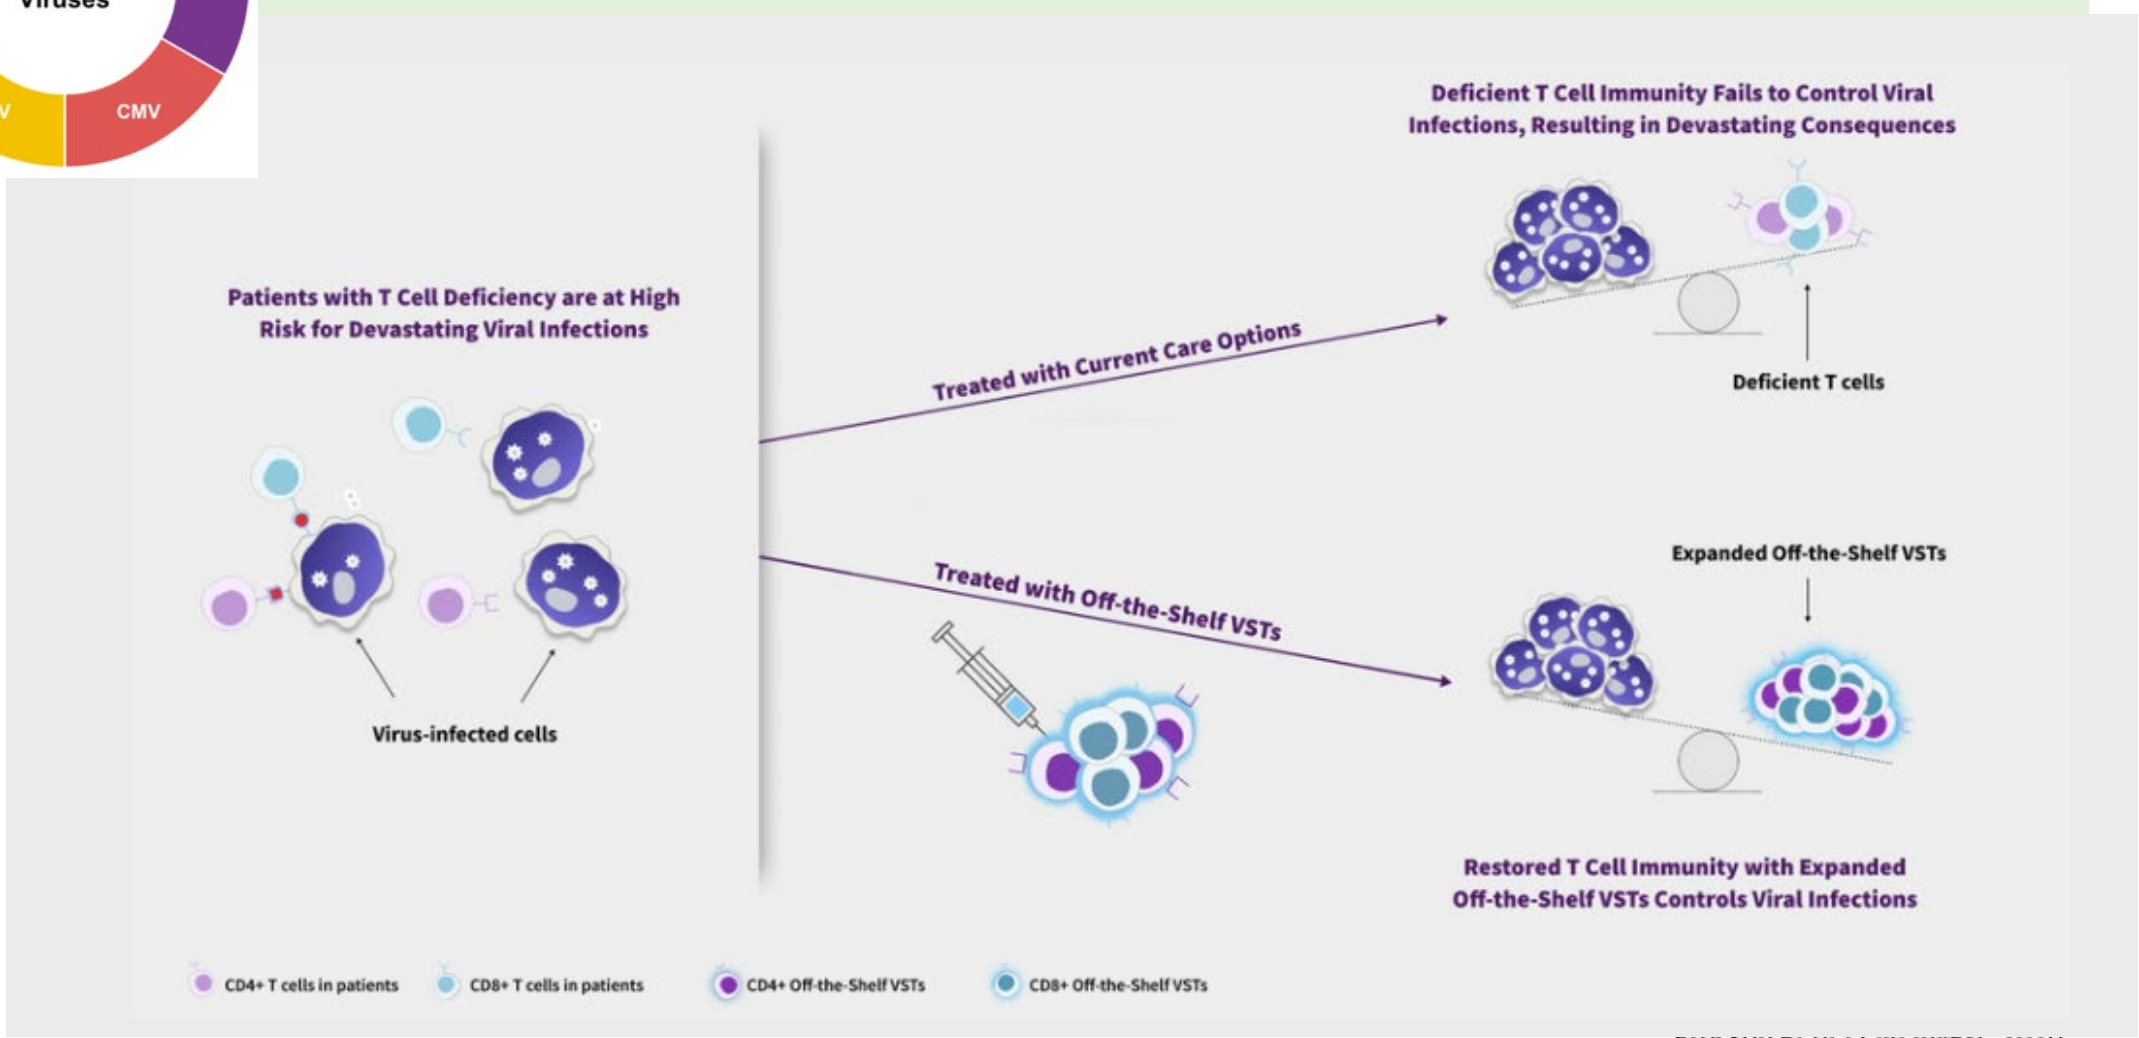 Viruses
V
CMV
Deficient T Cell Immunity Fails to Control Viral
Infections, Resulting in Devastating Consequences
Patients with T Cell Deficiency are at High
Risk for Devastating Viral Infections
Treated with Current Care Options
Deficient T cells
Treated with Off-the-Shelf VSTs
Expanded Off-the-Shelf VSTs
Virus-infected cells
Restored T Cell Immunity with Expanded
Off-the-Shelf VSTs Controls Viral Infections
CD4+ T cells in patients
CD8+ T cells in patients
CD4+ Off-the-Shelf VSTs
CD8+ Off-the-Shelf VSTs